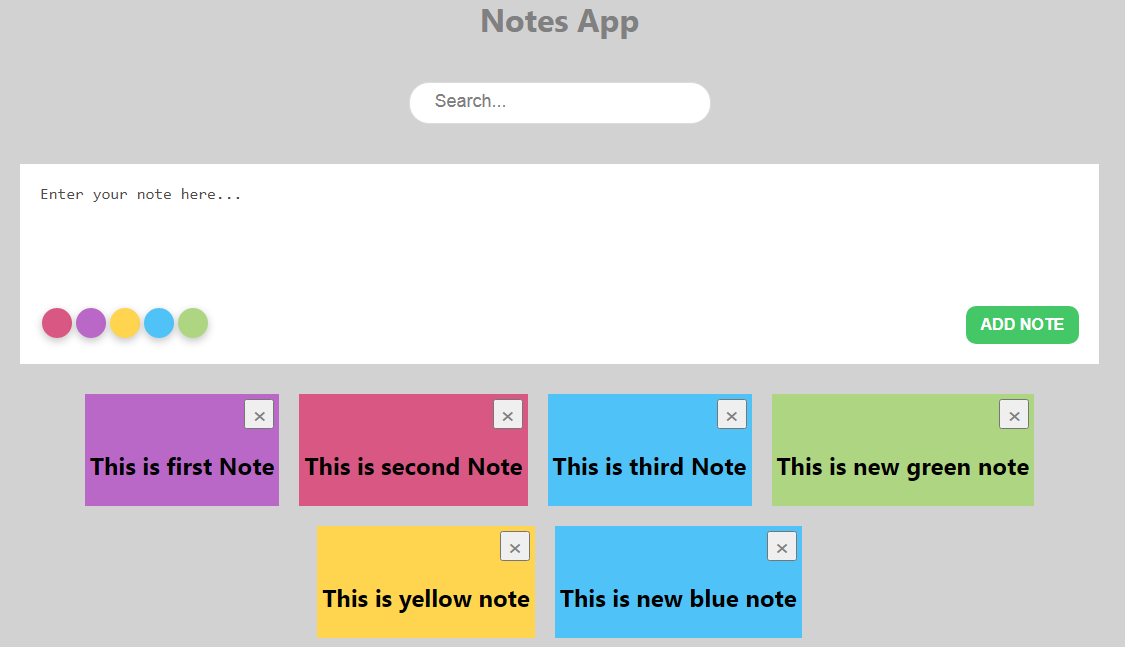 Notes App
Search...
Enter your note here...
ADD NOTE
× × × ×
This is first Note This is second Note This is third Note This is new green note
× ×
This is yellow note This is new blue note